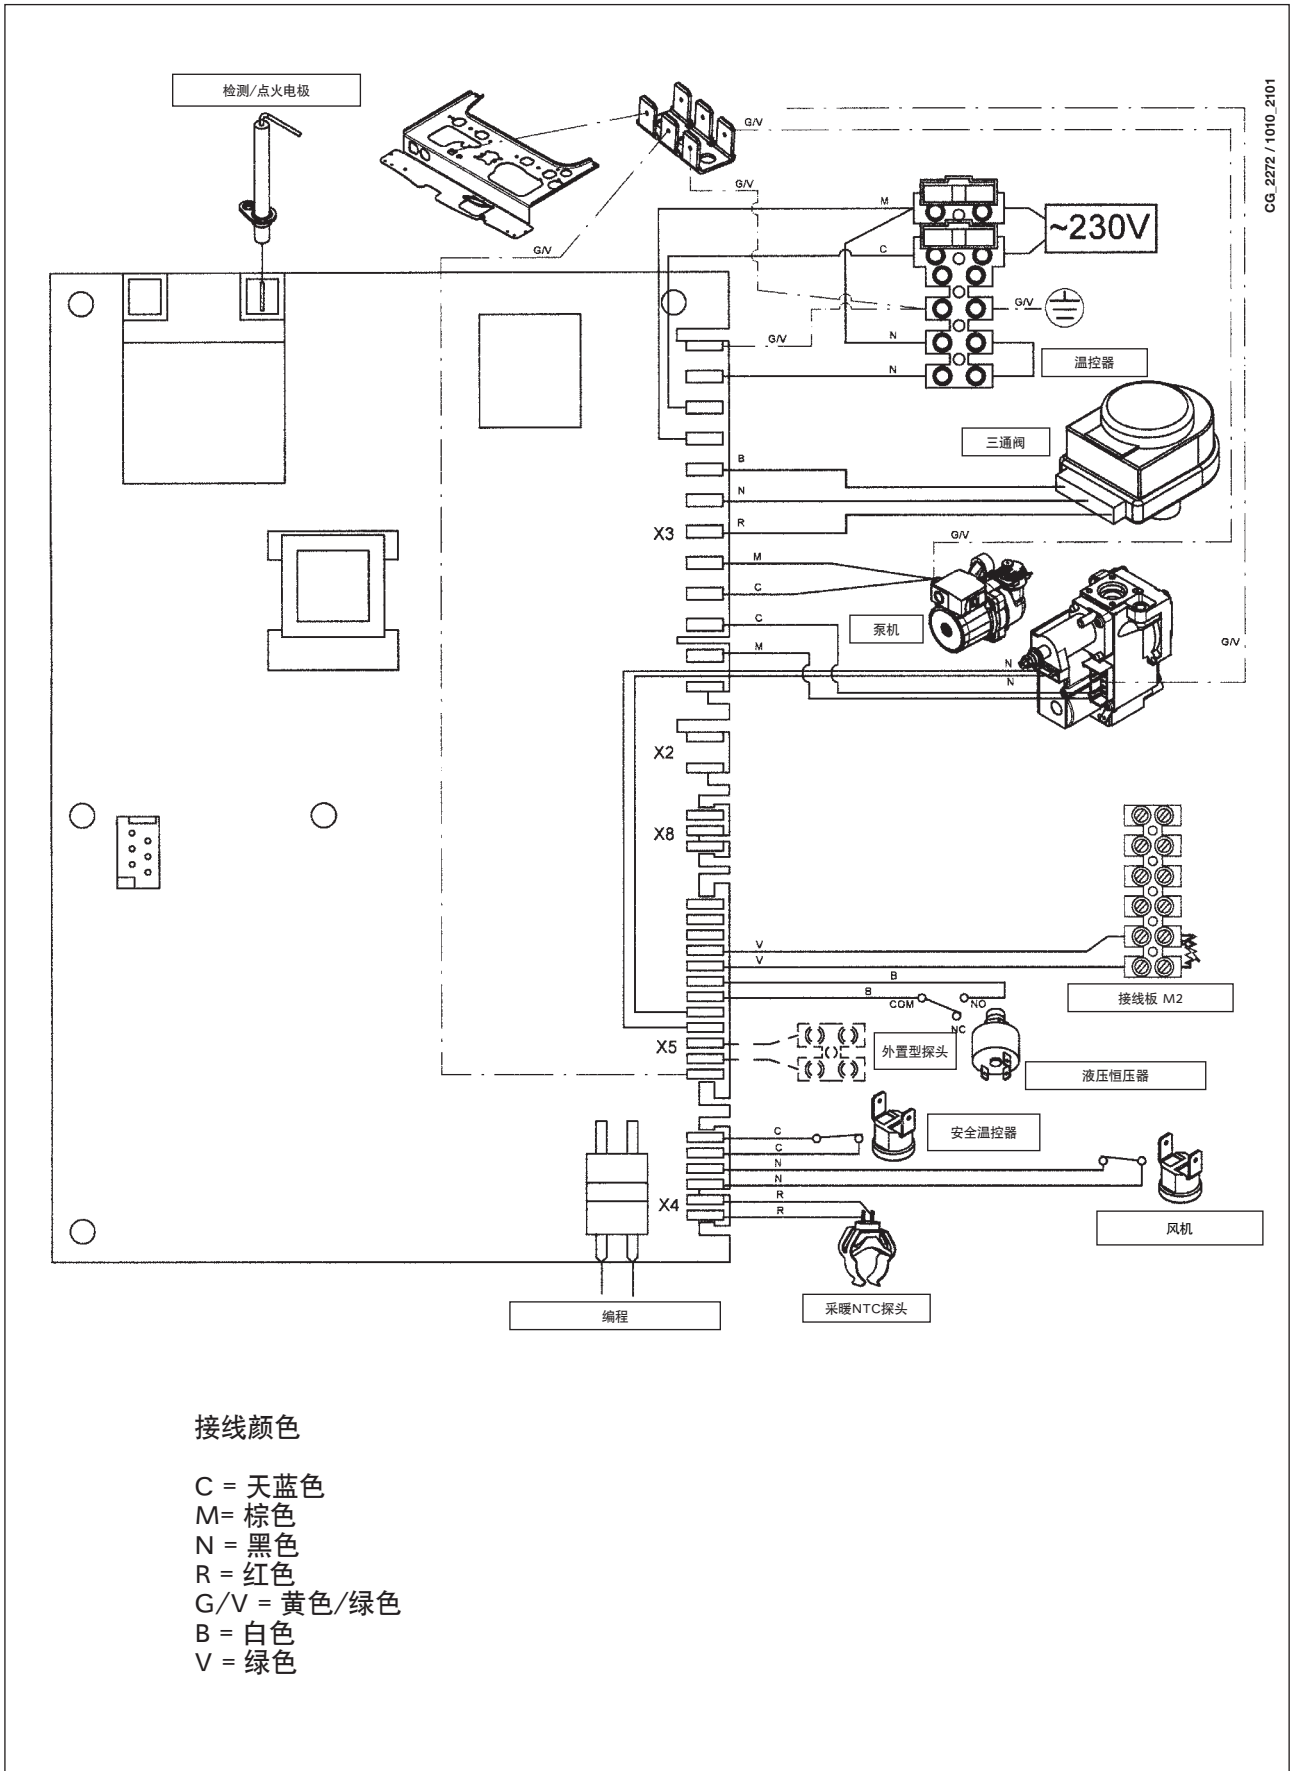 检测/点火电极
CG_2272 / 1010_2101
G/V
G/V
G/V
M
~230V
C
G/V
G/V
N
温控器
N
三通阀
B
N
R
X3
G/V
M
C
C
泵机
M
N
N
G/V
X2
X8
V
V
B
B
COM
NO
NC
接线板 M2
X5
外置型探头
液压恒压器
C
安全温控器
C
N
N
R
X4
R
风机
采暖NTC探头
编程
接线颜色
C = 天蓝色
M= 棕色
N = 黑色
R = 红色
G/V = 黄色/绿色
B = 白色
V = 绿色